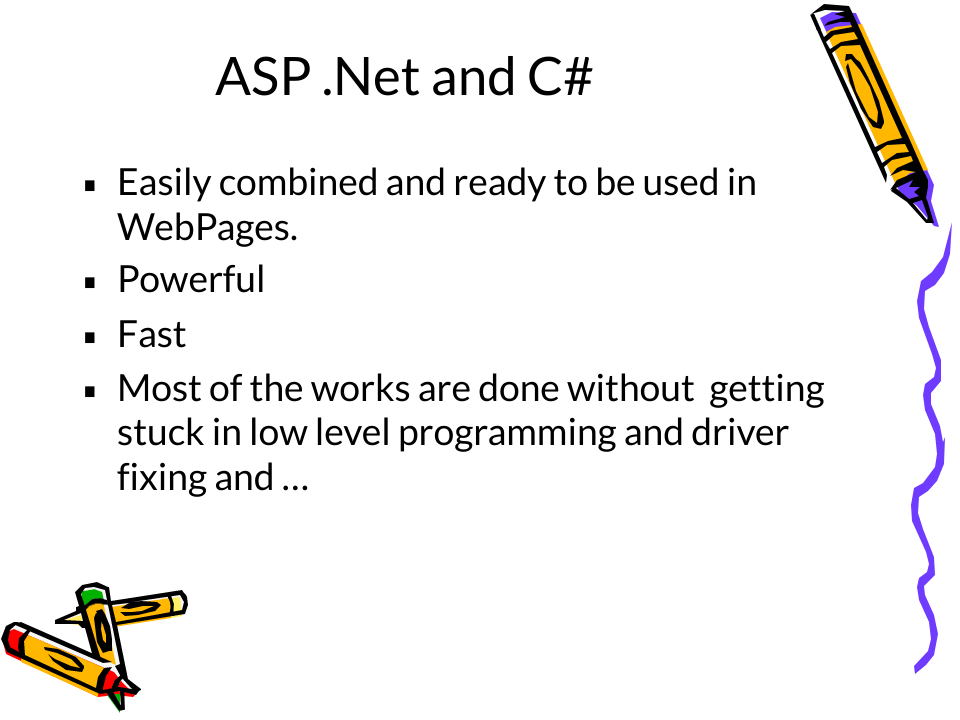 ASP .Net and C#
▪ Easily combined and ready to be used in
WebPages.
▪ Powerful
▪ Fast
▪ Most of the works are done without  getting
stuck in low level programming and driver
fixing and …